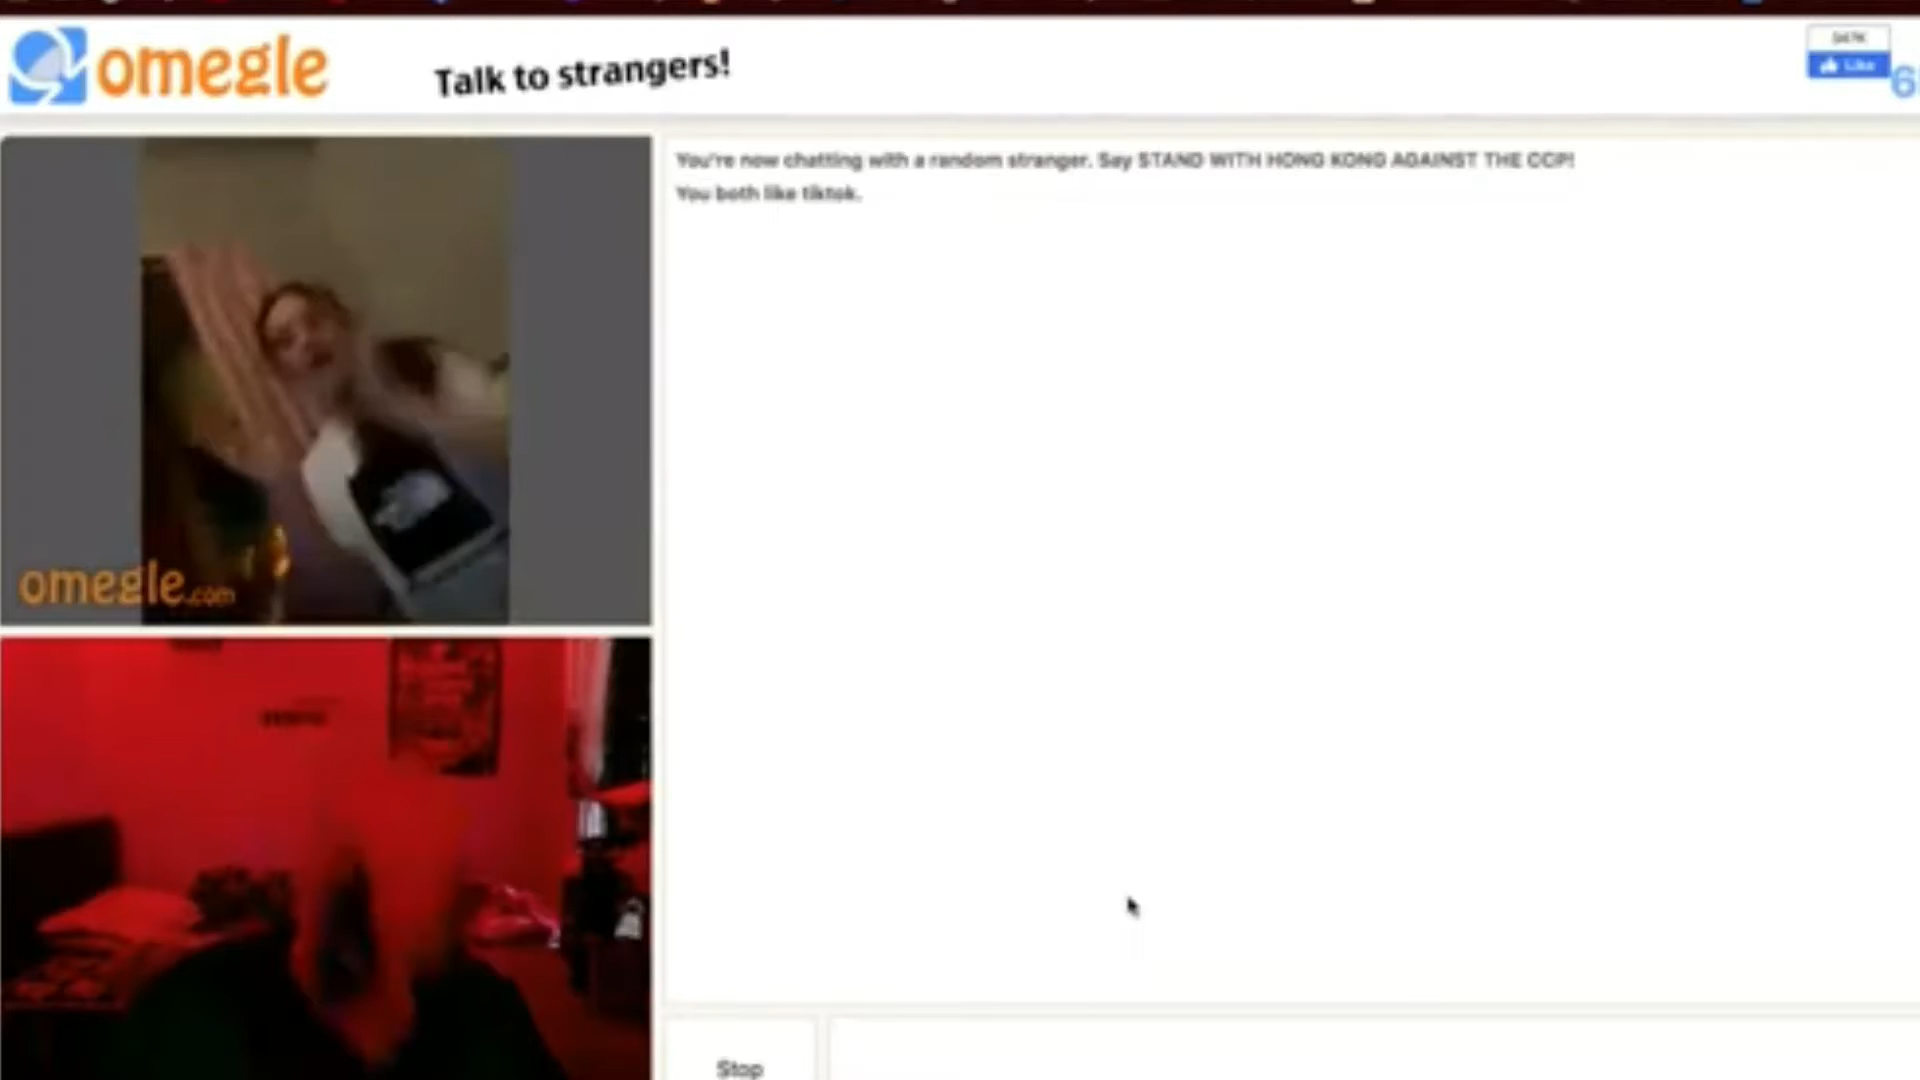 omegle
Talk to strangers!
Like
You're now chatting with a random stranger. Say STAND WITH HONG KONG AGAINST THE CCP!
You both like tiktok.
omegle.com
Stop